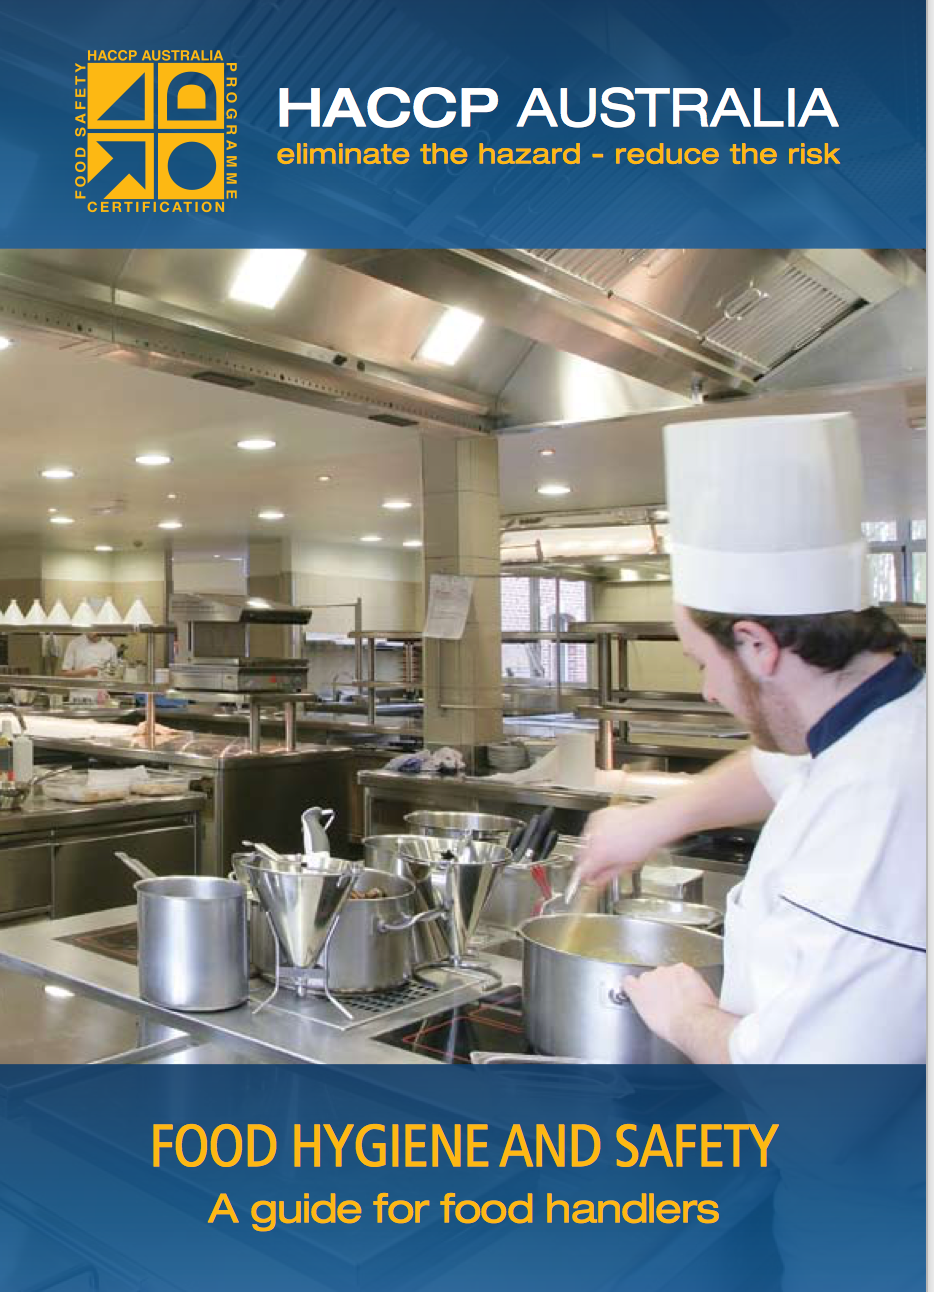 HACCP AUSTRALIA
FOOD SAFETY
PROGRAMME
CERTIFICATION
HACCP AUSTRALIA
eliminate the hazard - reduce the risk
FOOD HYGIENE AND SAFETY
A guide for food handlers